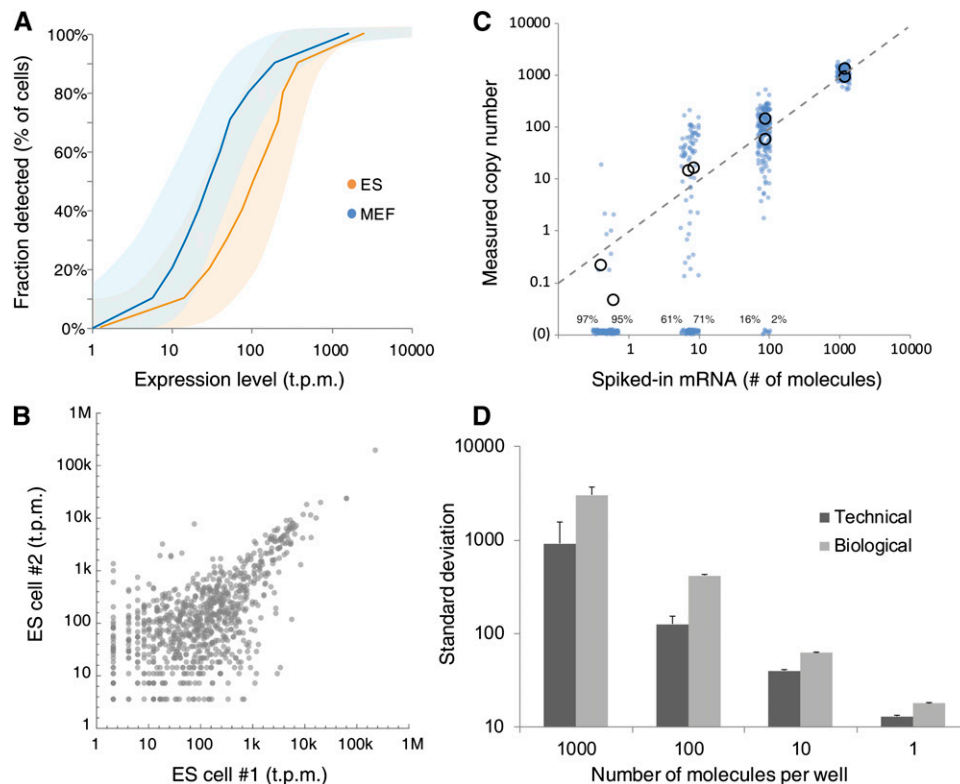 A
100%
80%
60%
40%
20%
0%
Fraction detected (% of cells)
ES
MEF
1
10
100
1000
10000
Expression level (t.p.m.)
B
1M
100k
10k
1k
100
10
1
ES cell #2 (t.p.m.)
1
10
100
1k
10k
100k
1M
ES cell #1 (t.p.m.)
C
10000
1000
100
10
1
0.1
(0)
Measured copy number
97%
95%
61%
71%
16%
2%
1
10
100
1000
10000
Spiked-in mRNA (# of molecules)
D
10000
1000
100
10
Standard deviation
Technical
Biological
1000
100
10
1
Number of molecules per well